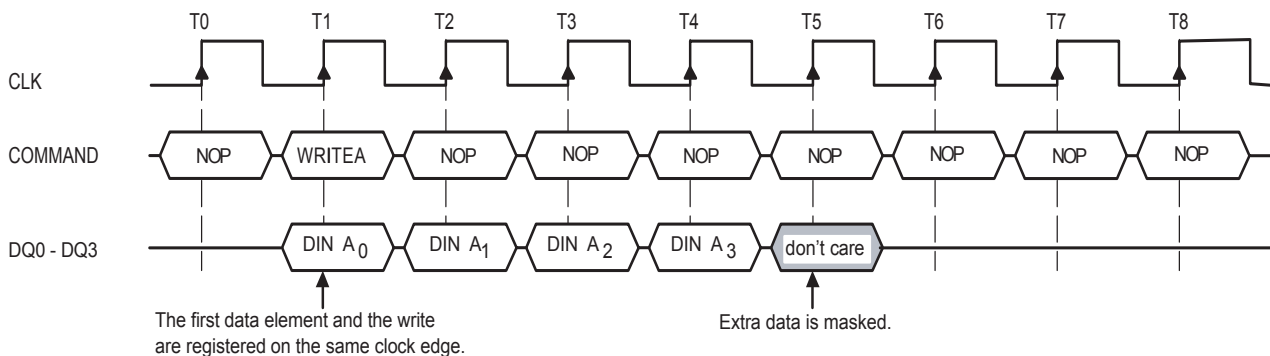 T0 T1 T2 T3 T4 T5 T6 T7 T8
CLK
COMMAND NOP WRITEA NOP NOP NOP NOP NOP NOP NOP
DQ0 - DQ3 DIN A0 DIN A1 DIN A2 DIN A3 don't care
The first data element and the write
are registered on the same clock edge.
Extra data is masked.